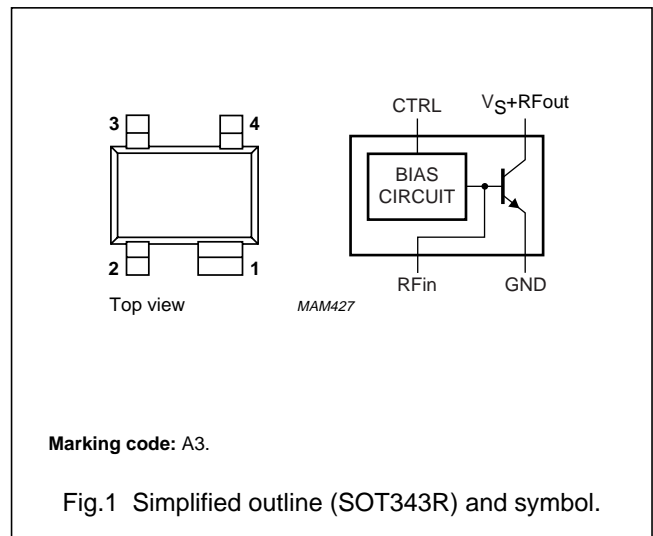 3 4
2 1
Top view
MAM427
CTRL
VS+RFout
BIAS
CIRCUIT
RFin
GND
Marking code: A3.
Fig.1 Simplified outline (SOT343R) and symbol.